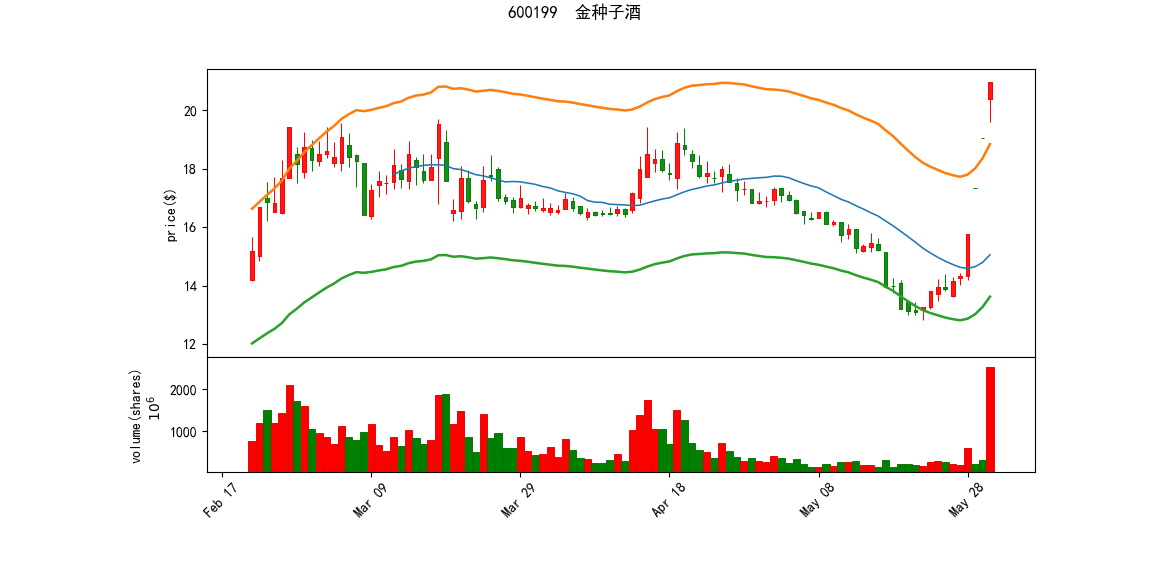 600199 金种子酒
price($)
20
18
16
14
12
volume(shares)
10^6
2000
1000
Feb 17
Mar 09
Mar 29
Apr 18
May 08
May 28